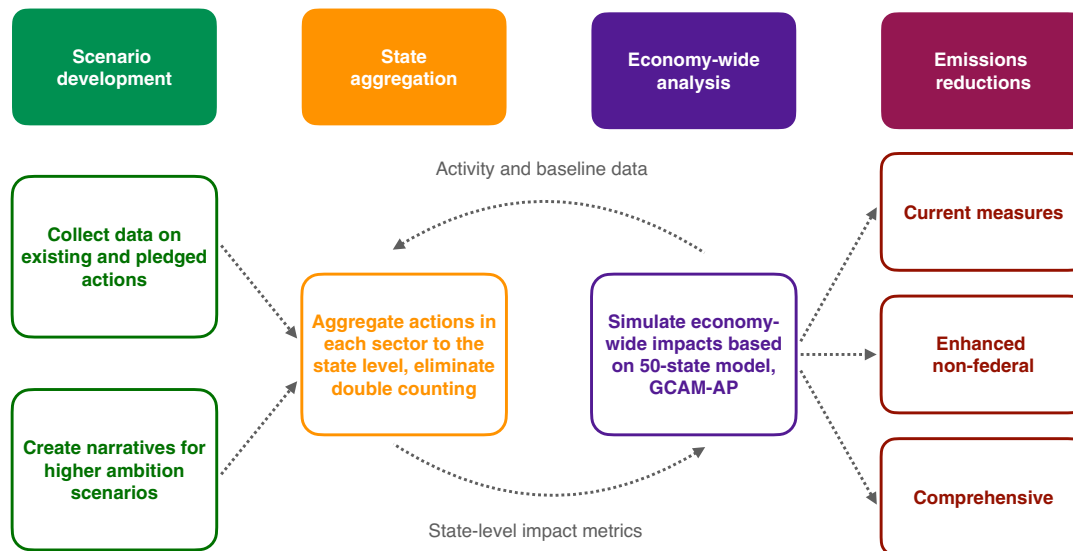 Scenario
development
State
aggregation
Economy-wide
analysis
Emissions
reductions
Activity and baseline data
Collect data on
existing and pledged
actions
Create narratives for
higher ambition
scenarios
Aggregate actions in
each sector to the
state level, eliminate
double counting
Simulate economy-
wide impacts based
on 50-state model,
GCAM-AP
Current measures
Enhanced
non-federal
Comprehensive
State-level impact metrics